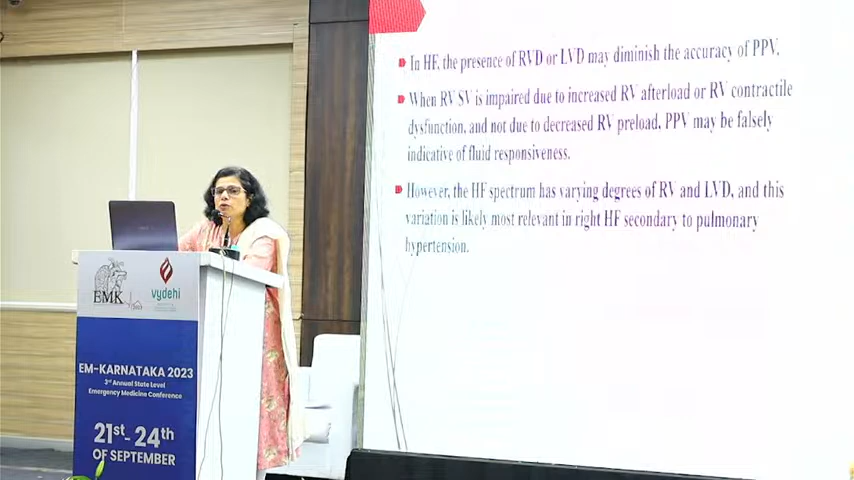 In HF, the presence of RVD or LVD may diminish the accuracy of PPV.
When RV SV is impaired due to increased RV afterload or RV contractile
dysfunction, and not due to decreased RV preload, PPV may be falsely
indicative of fluid responsiveness.
However, the HF spectrum has varying degrees of RV and LVD, and this
variation is likely most relevant in right HF secondary to pulmonary
hypertension.
EMK
vydehi
EM-KARNATAKA 2023
3rd Annual State Level
Emergency Medicine Conference
21st - 24th
OF SEPTEMBER